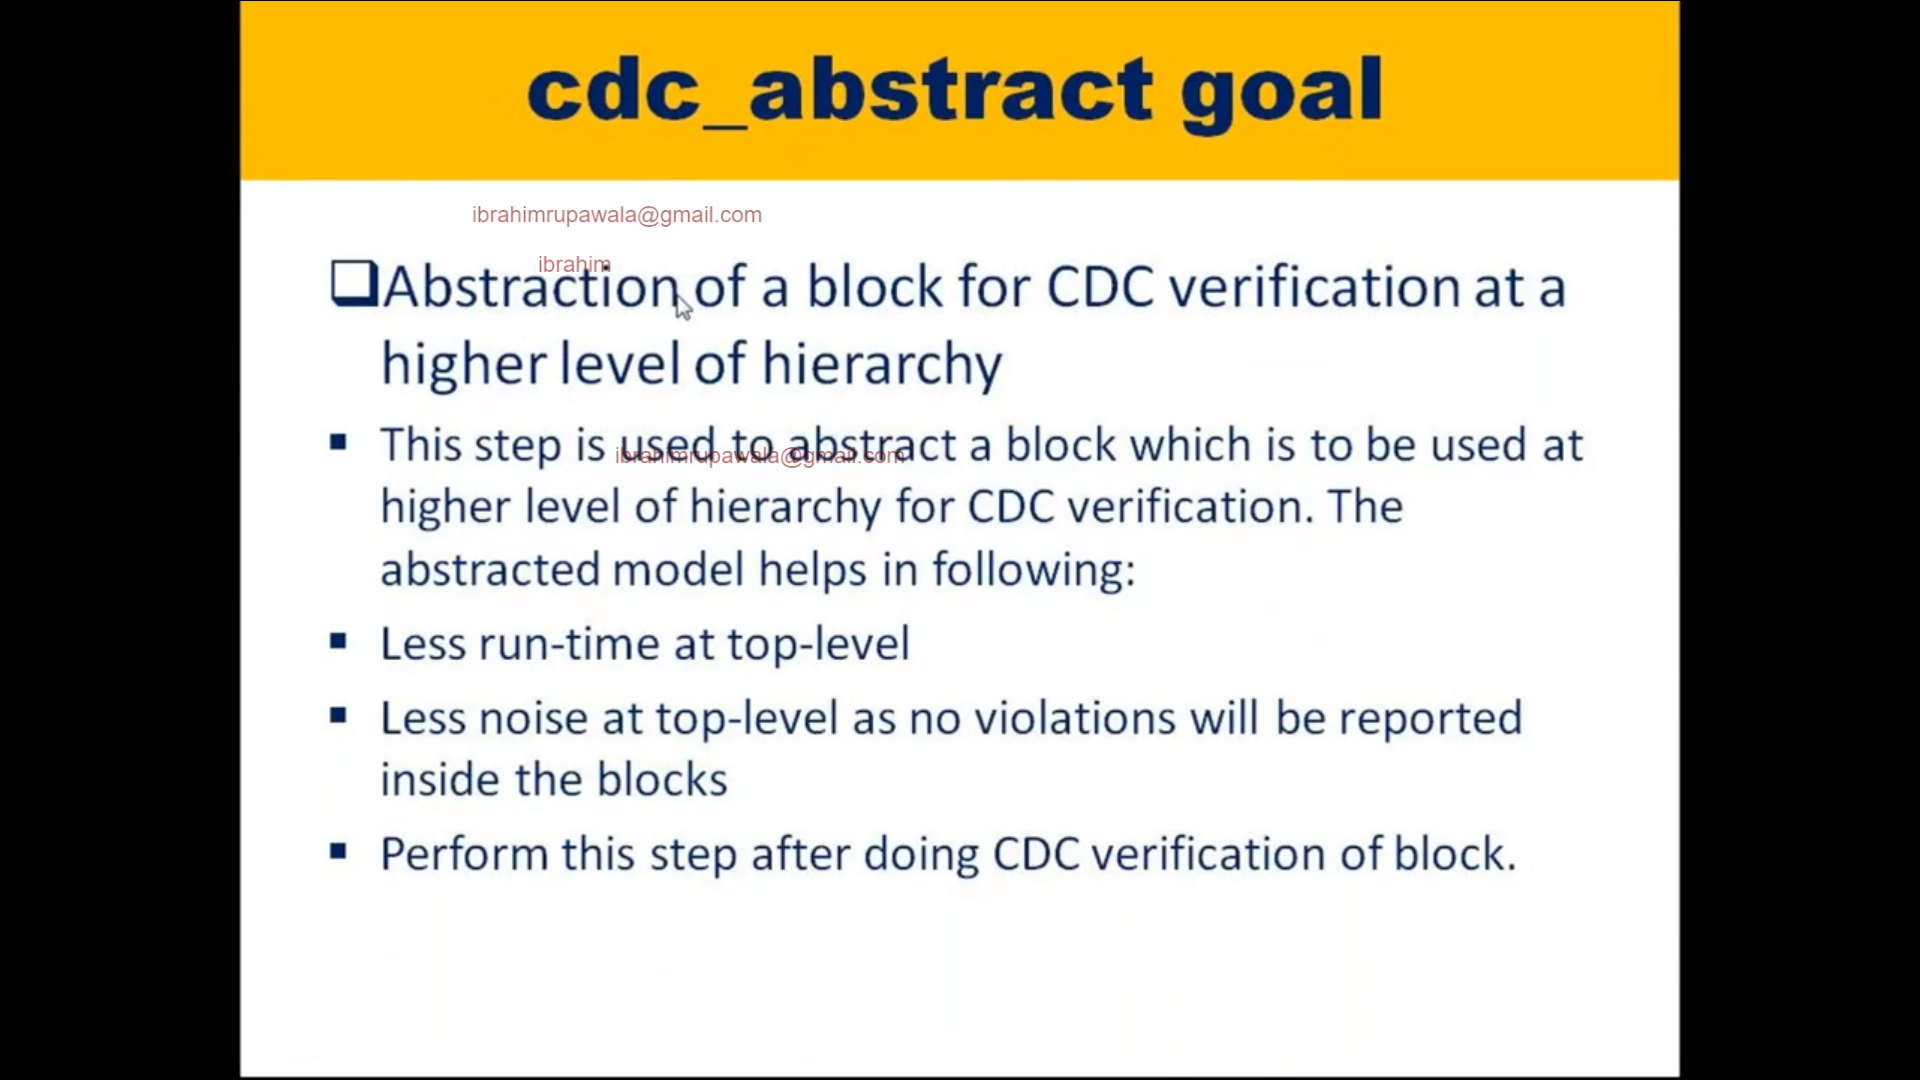 cdc_abstract goal
ibrahimrupawala@gmail.com
ibrahim
Abstraction of a block for CDC verification at a
higher level of hierarchy
This step is used to abstract a block which is to be used at
ibrahimrupawala@gmail.com
higher level of hierarchy for CDC verification. The
abstracted model helps in following:
Less run-time at top-level
Less noise at top-level as no violations will be reported
inside the blocks
Perform this step after doing CDC verification of block.